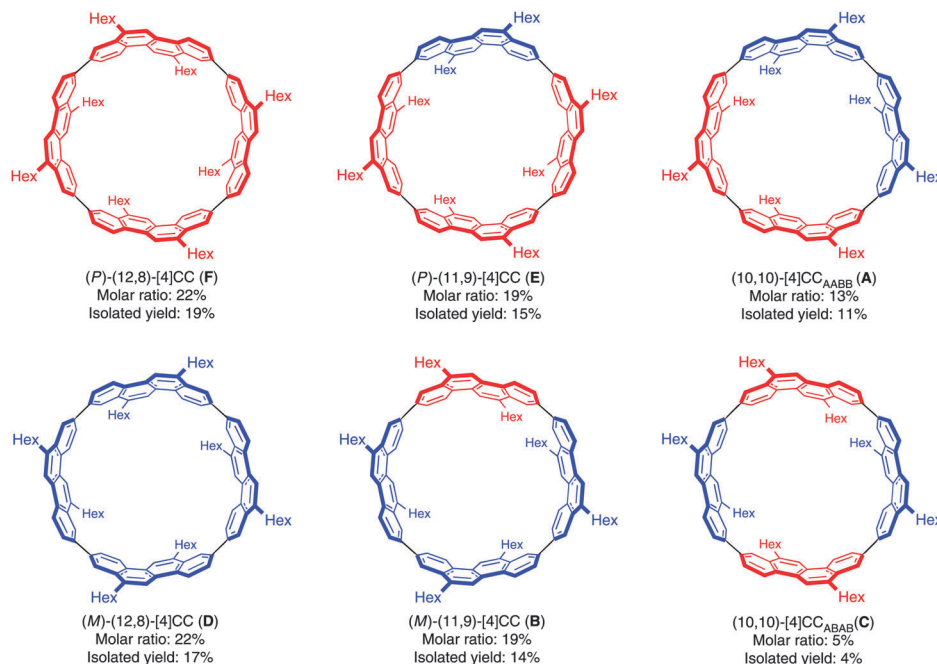 Hex
Hex
Hex
Hex
Hex
Hex
Hex
Hex
(P)-(12,8)-[4]CC (F)
Molar ratio: 22%
Isolated yield: 19%
Hex
Hex
Hex
Hex
Hex
Hex
Hex
Hex
(P)-(11,9)-[4]CC (E)
Molar ratio: 19%
Isolated yield: 15%
Hex
Hex
Hex
Hex
Hex
Hex
Hex
Hex
(10,10)-[4]CCAABB (A)
Molar ratio: 13%
Isolated yield: 11%
Hex
Hex
Hex
Hex
Hex
Hex
Hex
Hex
(M)-(12,8)-[4]CC (D)
Molar ratio: 22%
Isolated yield: 17%
Hex
Hex
Hex
Hex
Hex
Hex
Hex
Hex
(M)-(11,9)-[4]CC (B)
Molar ratio: 19%
Isolated yield: 14%
Hex
Hex
Hex
Hex
Hex
Hex
Hex
Hex
(10,10)-[4]CCABAB(C)
Molar ratio: 5%
Isolated yield: 4%